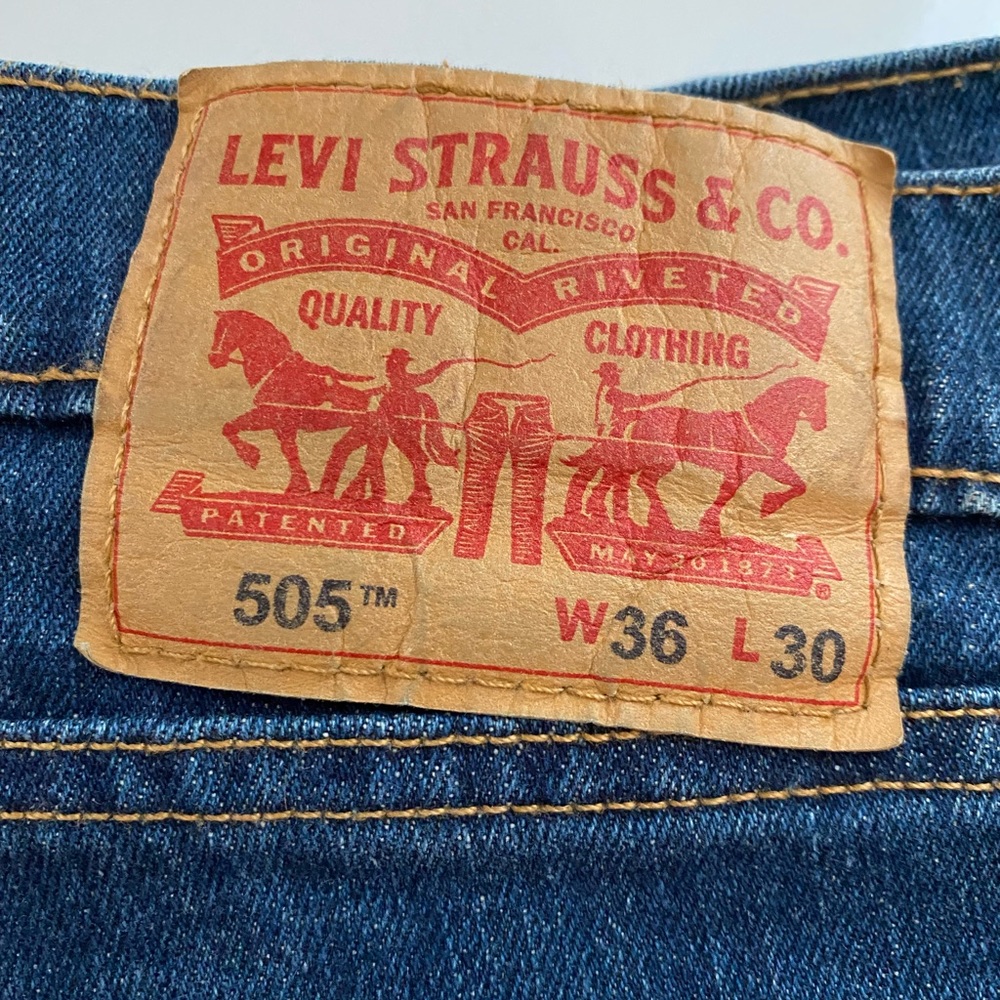 LEVI STRAUSS & CO.
SAN FRANCISCO
CAL.
ORIGINAL RIVETED
QUALITY CLOTHING
PATENTED MAY 20 1873 ®
505™ W36 L30